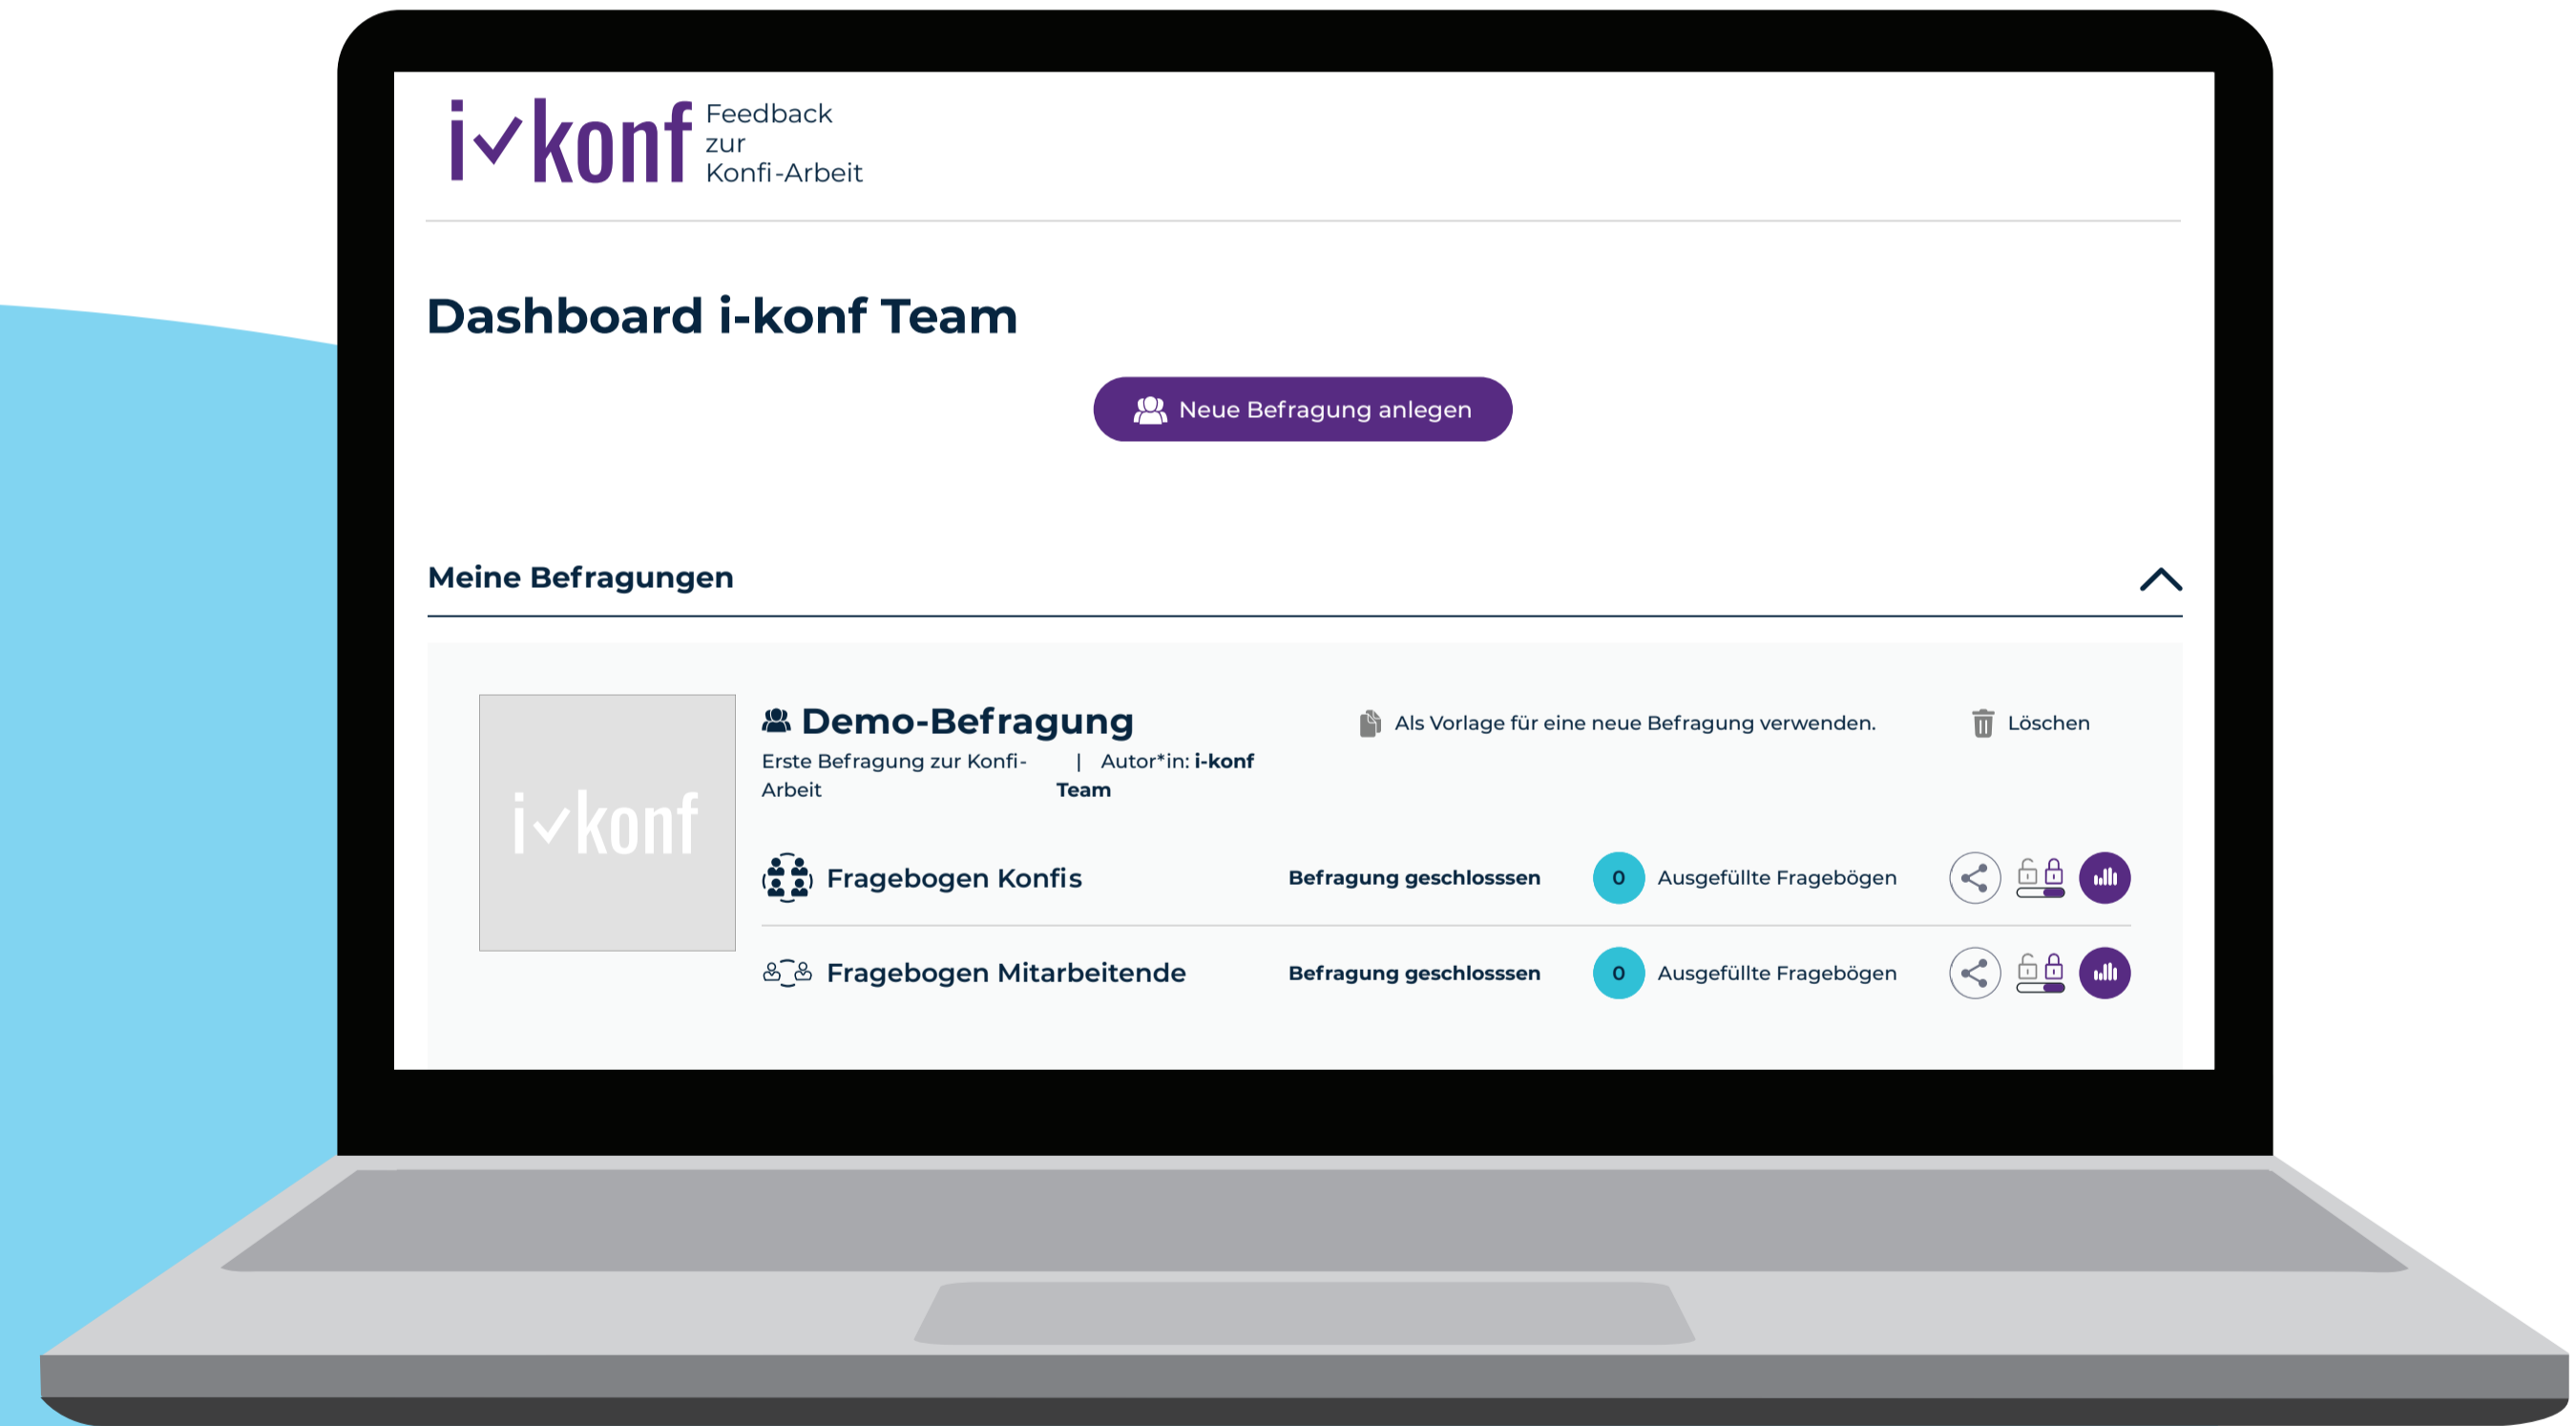 i✓konf
Feedback
zur
Konfi-Arbeit
Dashboard i-konf Team
Neue Befragung anlegen
Meine Befragungen
i✓konf
Demo-Befragung
Als Vorlage für eine neue Befragung verwenden.
Löschen
Erste Befragung zur Konfi-
Arbeit
| Autor*in: i-konf
Team
Fragebogen Konfis
Befragung geschlosssen
0
Ausgefüllte Fragebögen
Fragebogen Mitarbeitende
Befragung geschlosssen
0
Ausgefüllte Fragebögen